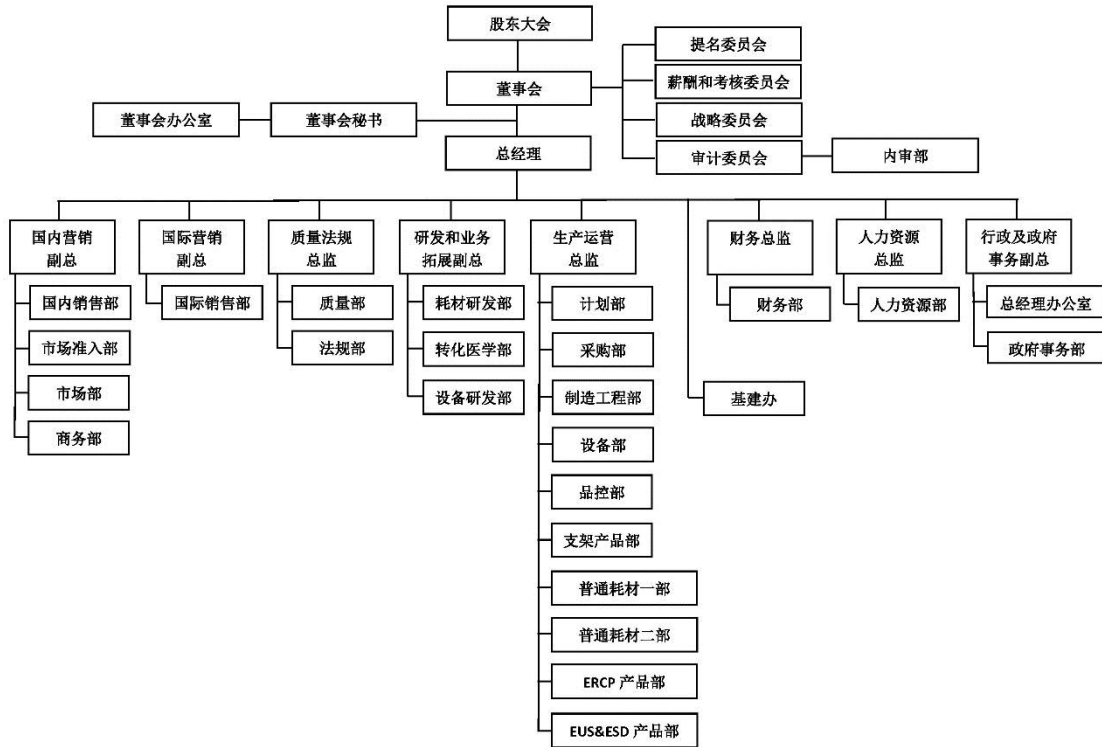 股东大会
提名委员会
董事会
薪酬和考核委员会
董事会办公室
董事会秘书
战略委员会
总经理
审计委员会
内审部
国内营销
副总
国际营销
副总
质量法规
总监
研发和业务
拓展副总
生产运营
总监
财务总监
人力资源
总监
行政及政府
事务副总
国内销售部
国际销售部
质量部
耗材研发部
计划部
财务部
人力资源部
总经理办公室
市场准入部
法规部
转化医学部
采购部
政府事务部
市场部
设备研发部
制造工程部
基建办
商务部
设备部
品控部
支架产品部
普通耗材一部
普通耗材二部
ERCP 产品部
EUS&ESD 产品部